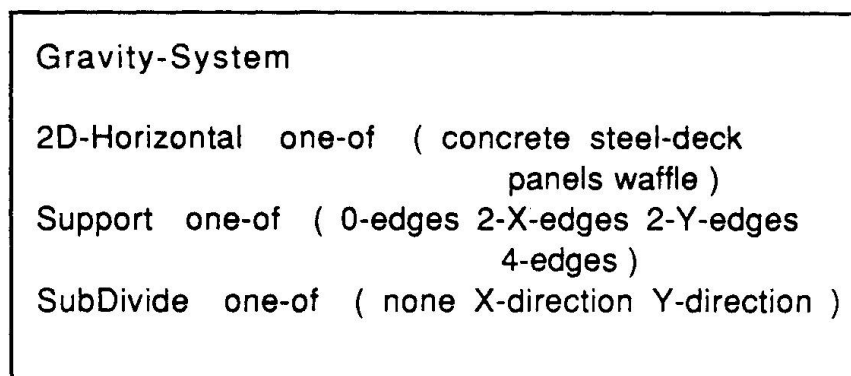 Gravity-System
2D-Horizontal one-of ( concrete steel-deck
panels waffle )
Support one-of ( 0-edges 2-X-edges 2-Y-edges
4-edges )
SubDivide one-of ( none X-direction Y-direction )